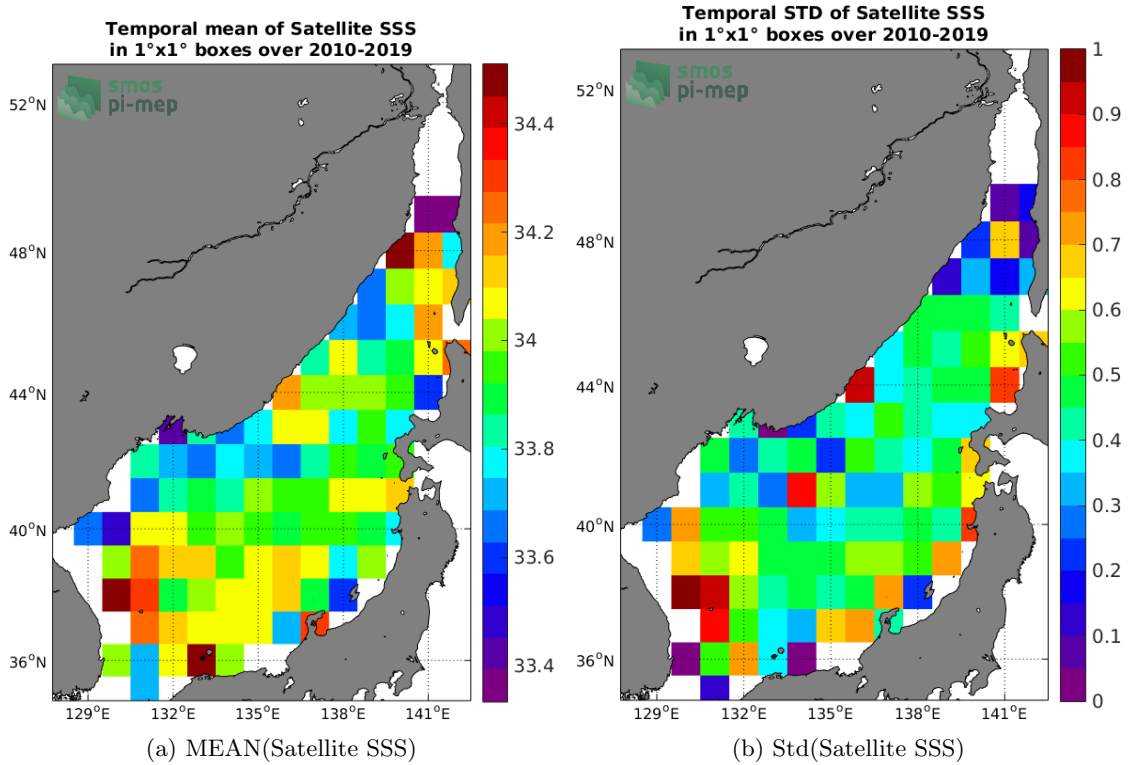 Temporal mean of Satellite SSS
in 1°x1° boxes over 2010-2019
smos
pi-mep
52°N
48°N
44°N
40°N
36°N
129°E
132°E
135°E
138°E
141°E
34.4
34.2
34
33.8
33.6
33.4
(a) MEAN(Satellite SSS)
Temporal STD of Satellite SSS
in 1°x1° boxes over 2010-2019
smos
pi-mep
52°N
48°N
44°N
40°N
36°N
129°E
132°E
135°E
138°E
141°E
1
0.9
0.8
0.7
0.6
0.5
0.4
0.3
0.2
0.1
0
(b) Std(Satellite SSS)